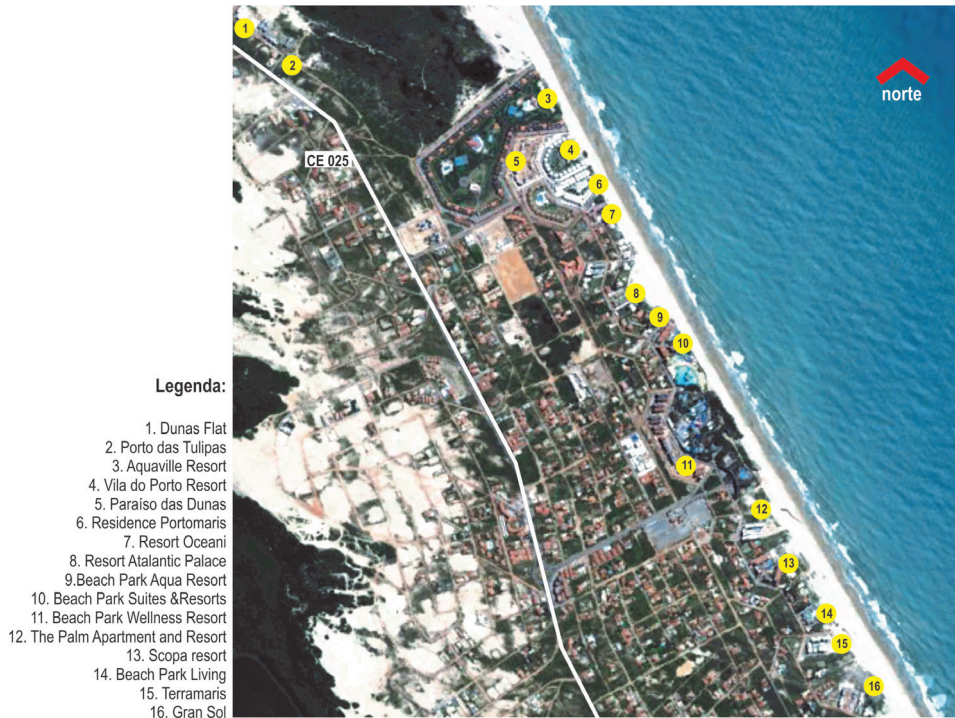 1
2
3
norte
4
CE 025
5
6
7
8
9
10
Legenda:
1. Dunas Flat
2. Porto das Tulipas
3. Aquaville Resort
4. Vila do Porto Resort
5. Paraíso das Dunas
6. Residence Portomaris
7. Resort Oceani
8. Resort Atalantic Palace
9.Beach Park Aqua Resort
10. Beach Park Suites &Resorts
11. Beach Park Wellness Resort
12. The Palm Apartment and Resort
13. Scopa resort
14. Beach Park Living
15. Terramaris
16. Gran Sol
11
12
13
14
15
16